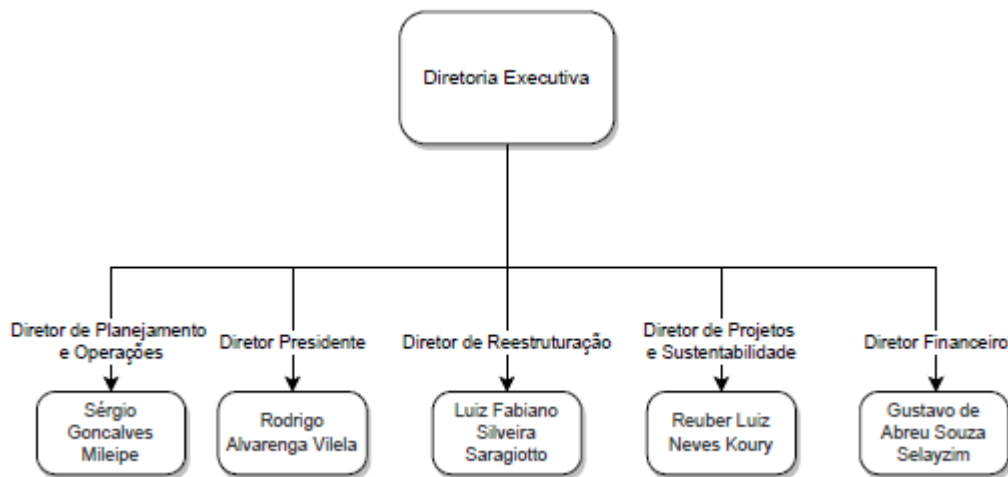 Diretoria Executiva
Diretor de Planejamento
e Operações
Diretor Presidente
Diretor de Reestruturação
Diretor de Projetos
e Sustentabilidade
Diretor Financeiro
Sérgio
Goncalves
Mileipe
Rodrigo
Alvarenga Vilela
Luiz Fabiano
Silveira
Saragiotto
Reuber Luiz
Neves Koury
Gustavo de
Abreu Souza
Selayzim